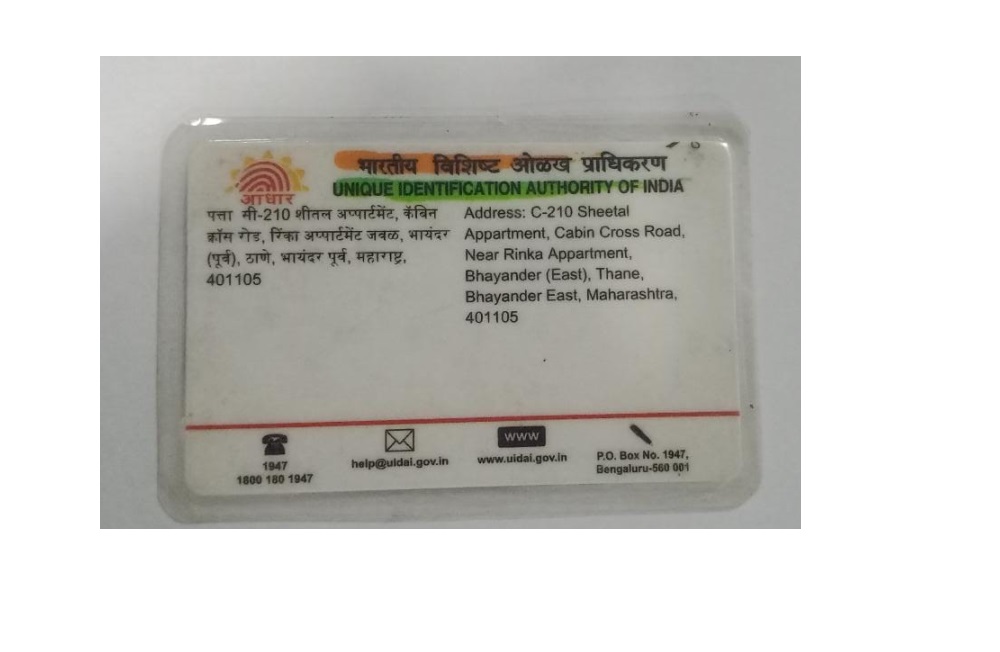 भारतीय विशिष्ट ओळख प्राधिकरण
UNIQUE IDENTIFICATION AUTHORITY OF INDIA
आधार
पत्ता सी-210 शीतल अप्पार्टमेंट, कॅबिन
क्रॉस रोड, रिंका अप्पार्टमेंट जवळ, भायंदर
(पूर्व), ठाणे, भायंदर पूर्व, महाराष्ट्र,
401105
Address: C-210 Sheetal
Appartment, Cabin Cross Road,
Near Rinka Appartment,
Bhayander (East), Thane,
Bhayander East, Maharashtra,
401105
1947
1800 180 1947
help@uidai.gov.in
www
www.uidai.gov.in
P.O. Box No. 1947,
Bengaluru-560 001